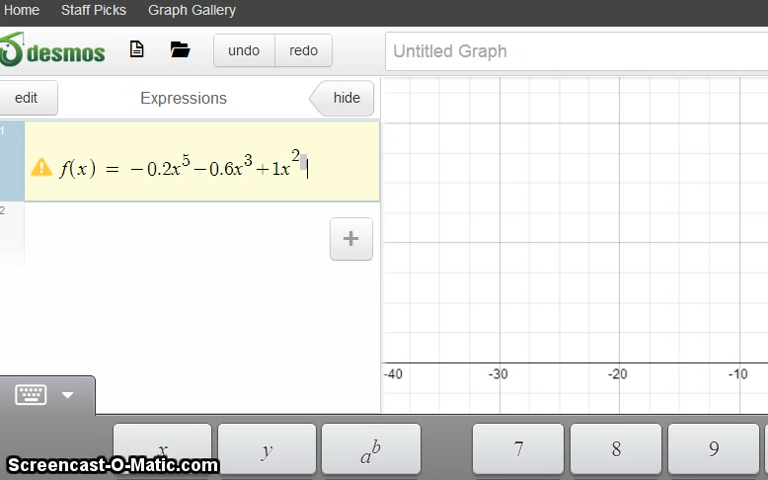 Home Staff Picks Graph Gallery
desmos undo redo Untitled Graph
edit Expressions hide
1
f(x) = −0.2x⁵−0.6x³+1x²
2
+
-40 -30 -20 -10
x y aᵇ 7 8 9
Screencast-O-Matic.com